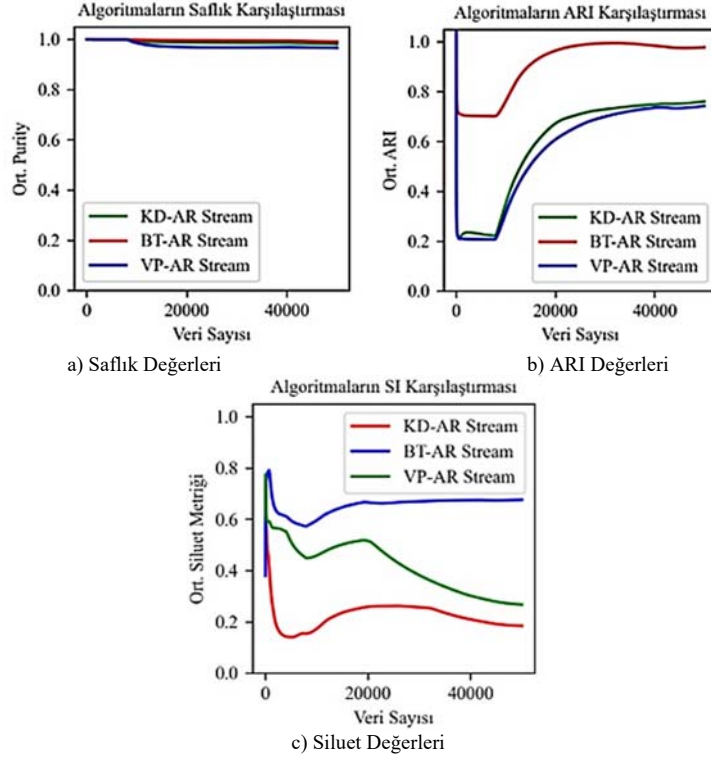 Algoritmaların Saflık Karşılaştırması
1.0
0.8
0.6
0.4
0.2
0.0
Ort. Purity
KD-AR Stream
BT-AR Stream
VP-AR Stream
0 20000 40000
Veri Sayısı
a) Saflık Değerleri
Algoritmaların ARI Karşılaştırması
1.0
0.8
0.6
0.4
0.2
0.0
Ort. ARI
KD-AR Stream
BT-AR Stream
VP-AR Stream
0 20000 40000
Veri Sayısı
b) ARI Değerleri
Algoritmaların SI Karşılaştırması
1.0
0.8
0.6
0.4
0.2
0.0
Ort. Siluet Metriği
KD-AR Stream
BT-AR Stream
VP-AR Stream
0 20000 40000
Veri Sayısı
c) Siluet Değerleri